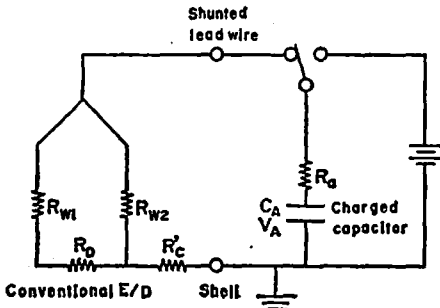 Shunted
lead wire
R_W1
R_W2
R_a
C_A
V_A
Charged
capacitor
R_D
R'_C
Conventional E/D
Shell